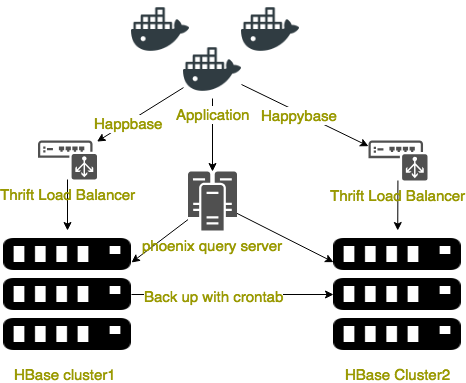 Happbase
Application
Happybase
Thrift Load Balancer
Thrift Load Balancer
phoenix query server
Back up with crontab
HBase cluster1
HBase Cluster2